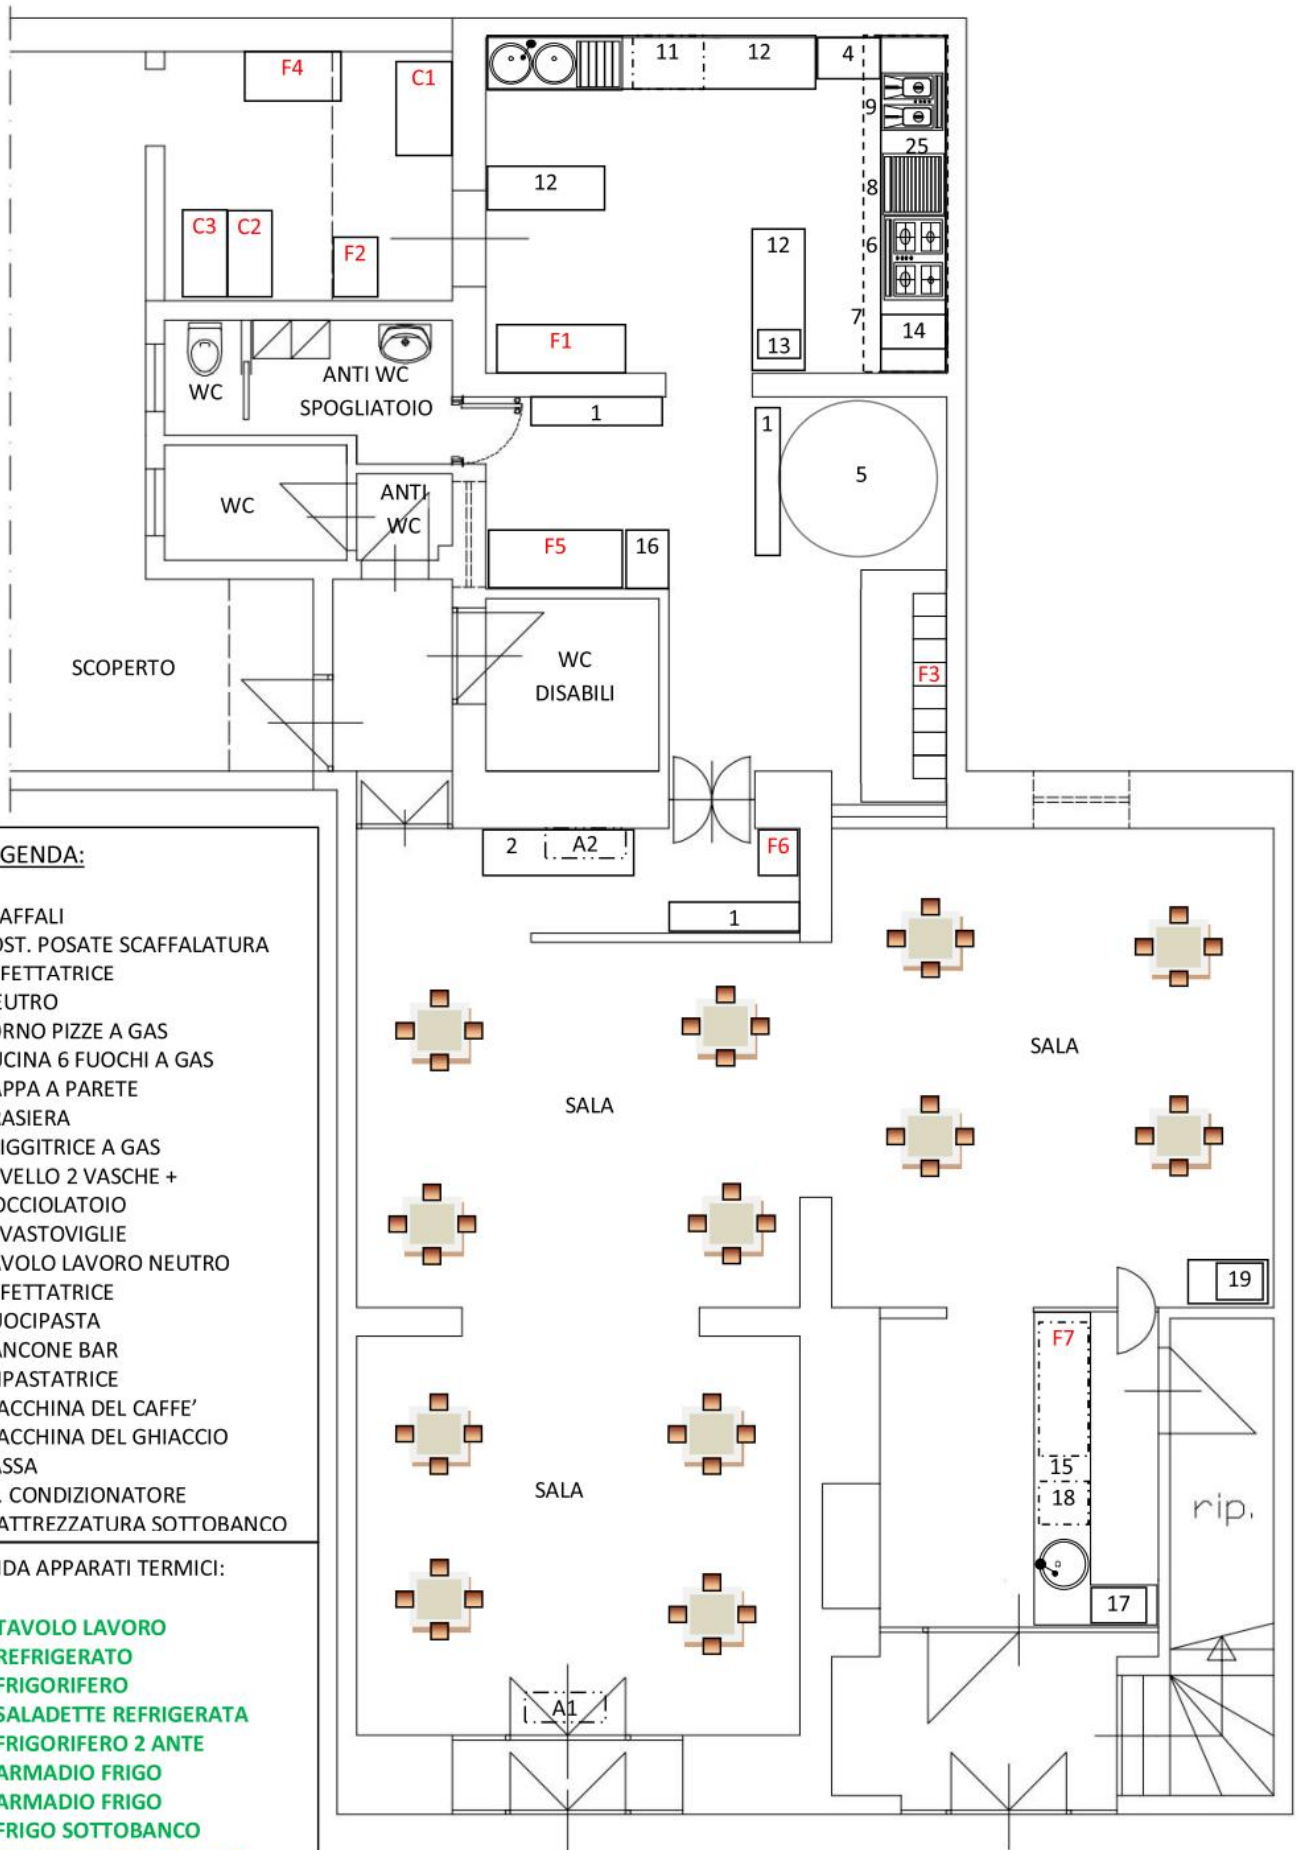 F4
C1
11
12
4
9
25
12
8
C3
C2
F2
12
6
7
14
F1
13
WC
ANTI WC
SPOGLIATOIO
1
1
5
WC
ANTI
WC
F5
16
SCOPERTO
WC
DISABILI
F3
2
A2
F6
1
SALA
SALA
19
F7
15
18
SALA
rip.
17
A1
GENDA:
AFFALI
OST. POSATE SCAFFALATURA
FETTATRICE
EUTRO
ORNO PIZZE A GAS
UCINA 6 FUOCHI A GAS
APPA A PARETE
RASIERA
IGGITRICE A GAS
VELLO 2 VASCHE +
OCCIOLATOIO
VASTOVIGLIE
AVOLO LAVORO NEUTRO
FETTATRICE
UOCIPASTA
ANCONE BAR
IPASTATRICE
ACCHINA DEL CAFFE'
ACCHINA DEL GHIACCIO
ASSA
. CONDIZIONATORE
ATTREZZATURA SOTTOBANCO
NDA APPARATI TERMICI:
TAVOLO LAVORO
REFRIGERATO
FRIGORIFERO
SALADETTE REFRIGERATA
FRIGORIFERO 2 ANTE
ARMADIO FRIGO
ARMADIO FRIGO
FRIGO SOTTOBANCO